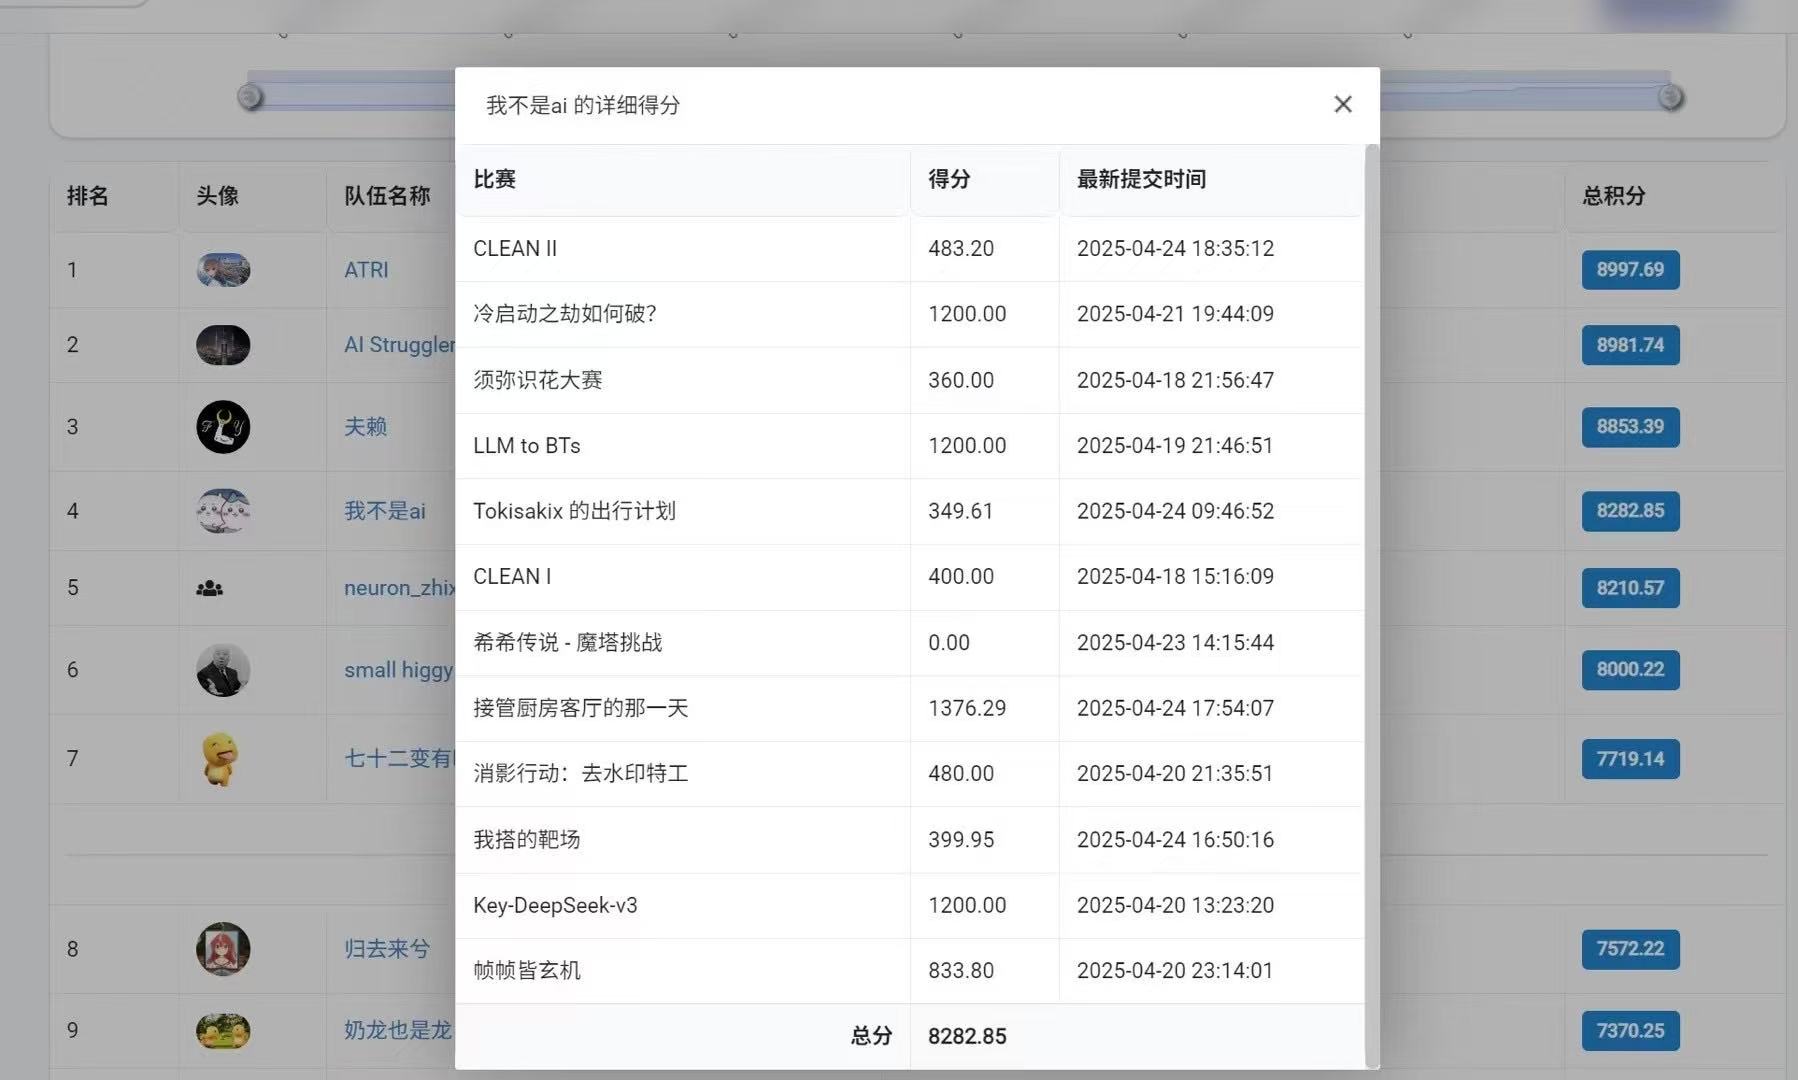 我不是ai 的详细得分
比赛 得分 最新提交时间
CLEAN II 483.20 2025-04-24 18:35:12
冷启动之劫如何破？ 1200.00 2025-04-21 19:44:09
须弥识花大赛 360.00 2025-04-18 21:56:47
LLM to BTs 1200.00 2025-04-19 21:46:51
Tokisakix 的出行计划 349.61 2025-04-24 09:46:52
CLEAN I 400.00 2025-04-18 15:16:09
希希传说 - 魔塔挑战 0.00 2025-04-23 14:15:44
接管厨房客厅的那一天 1376.29 2025-04-24 17:54:07
消影行动：去水印特工 480.00 2025-04-20 21:35:51
我搭的靶场 399.95 2025-04-24 16:50:16
Key-DeepSeek-v3 1200.00 2025-04-20 13:23:20
帧帧皆玄机 833.80 2025-04-20 23:14:01
总分 8282.85
排名 头像 队伍名称 总积分
1 ATRI 8997.69
2 AI Struggler 8981.74
3 夫赖 8853.39
4 我不是ai 8282.85
5 neuron_zhix 8210.57
6 small higgy 8000.22
7 七十二变有 7719.14
8 归去来兮 7572.22
9 奶龙也是龙 7370.25